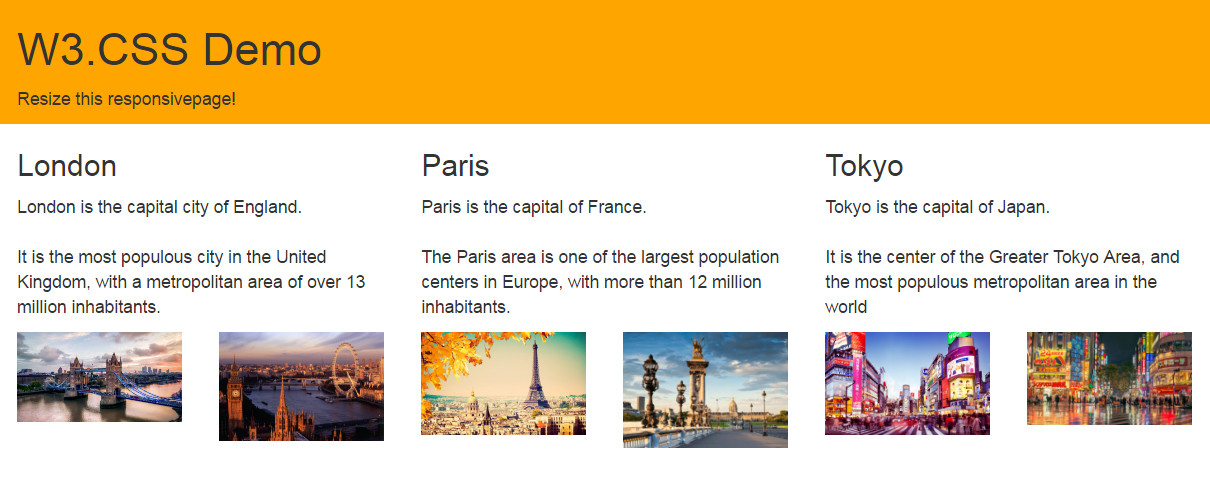 W3.CSS Demo
Resize this responsivepage!
London
London is the capital city of England.
It is the most populous city in the United
Kingdom, with a metropolitan area of over 13
million inhabitants.
Paris
Paris is the capital of France.
The Paris area is one of the largest population
centers in Europe, with more than 12 million
inhabitants.
Tokyo
Tokyo is the capital of Japan.
It is the center of the Greater Tokyo Area, and
the most populous metropolitan area in the
world